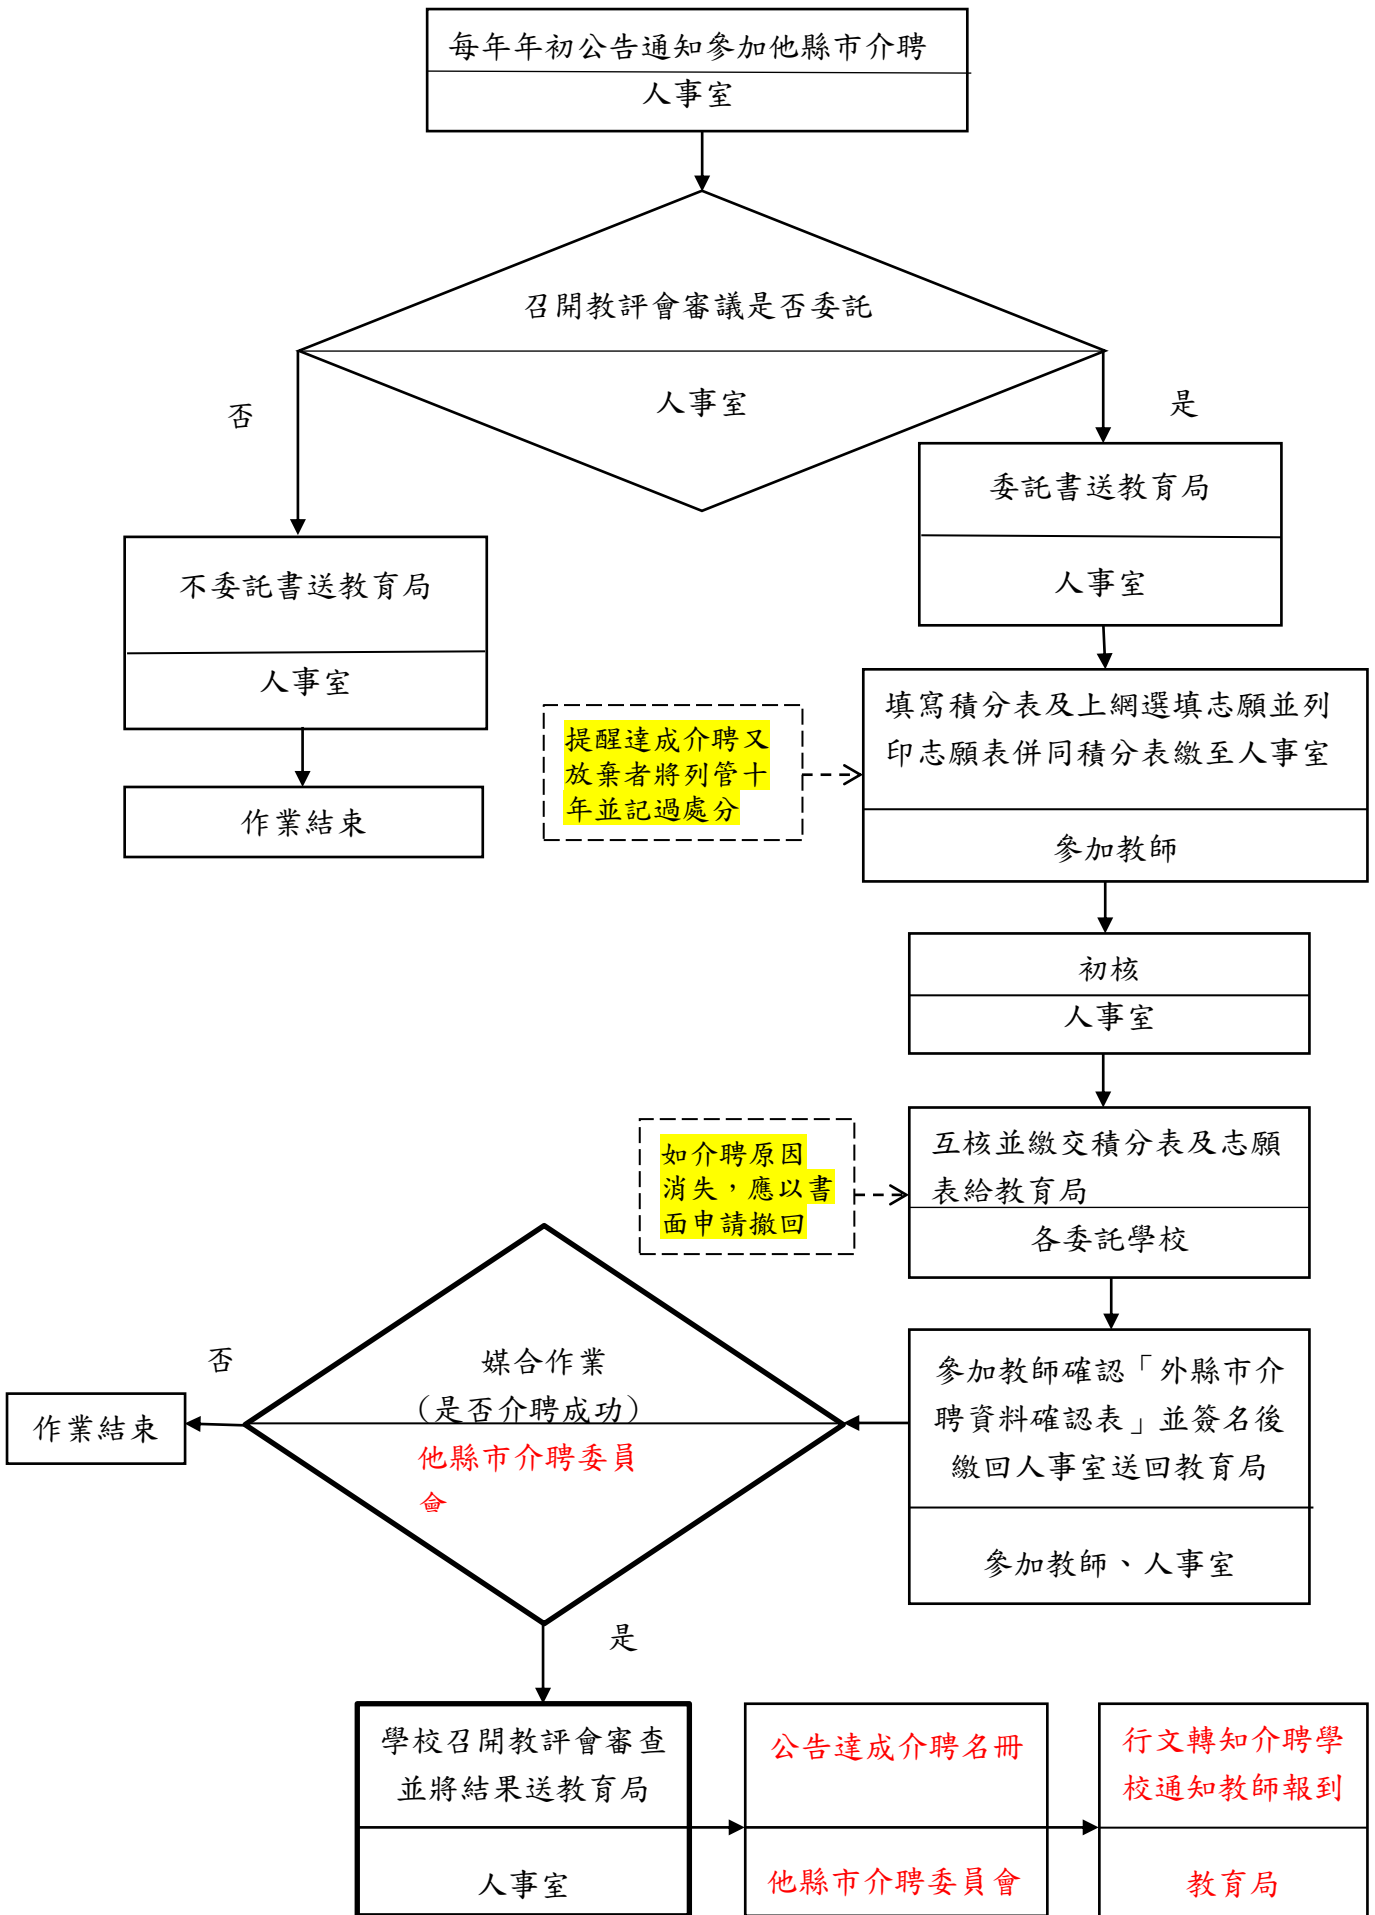 每年年初公告通知參加他縣市介聘
人事室
召開教評會審議是否委託
人事室
否
是
委託書送教育局
人事室
不委託書送教育局
人事室
作業結束
提醒達成介聘又
放棄者將列管十
年並記過處分
填寫積分表及上網選填志願並列
印志願表併同積分表繳至人事室
參加教師
初核
人事室
如介聘原因
消失，應以書
面申請撤回
互核並繳交積分表及志願
表給教育局
各委託學校
參加教師確認「外縣市介
聘資料確認表」並簽名後
繳回人事室送回教育局
參加教師、人事室
媒合作業
(是否介聘成功)
他縣市介聘委員
會
否
作業結束
是
學校召開教評會審查
並將結果送教育局
人事室
公告達成介聘名冊
他縣市介聘委員會
行文轉知介聘學
校通知教師報到
教育局